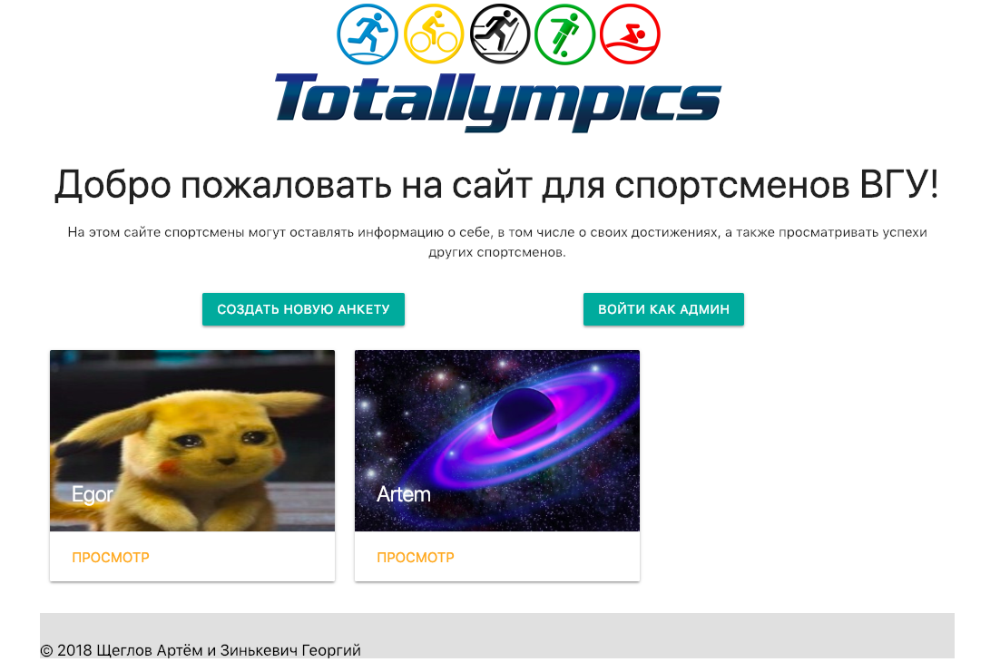 Totallympics
Добро пожаловать на сайт для спортсменов ВГУ!
На этом сайте спортсмены могут оставлять информацию о себе, в том числе о своих достижениях, а также просматривать успехи
других спортсменов.
СОЗДАТЬ НОВУЮ АНКЕТУ
ВОЙТИ КАК АДМИН
Egor
Artem
ПРОСМОТР
ПРОСМОТР
© 2018 Щеглов Артём и Зинькевич Георгий